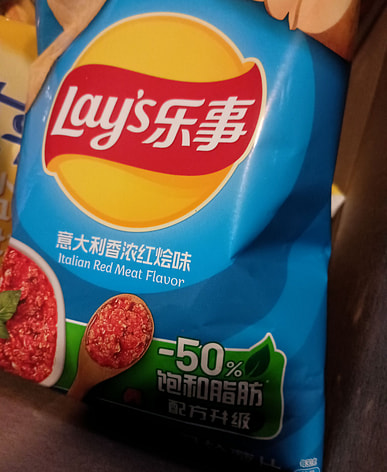 Lay's乐事
意大利香浓红烩味
Italian Red Meat Flavor
-50%
饱和脂肪*
配方升级